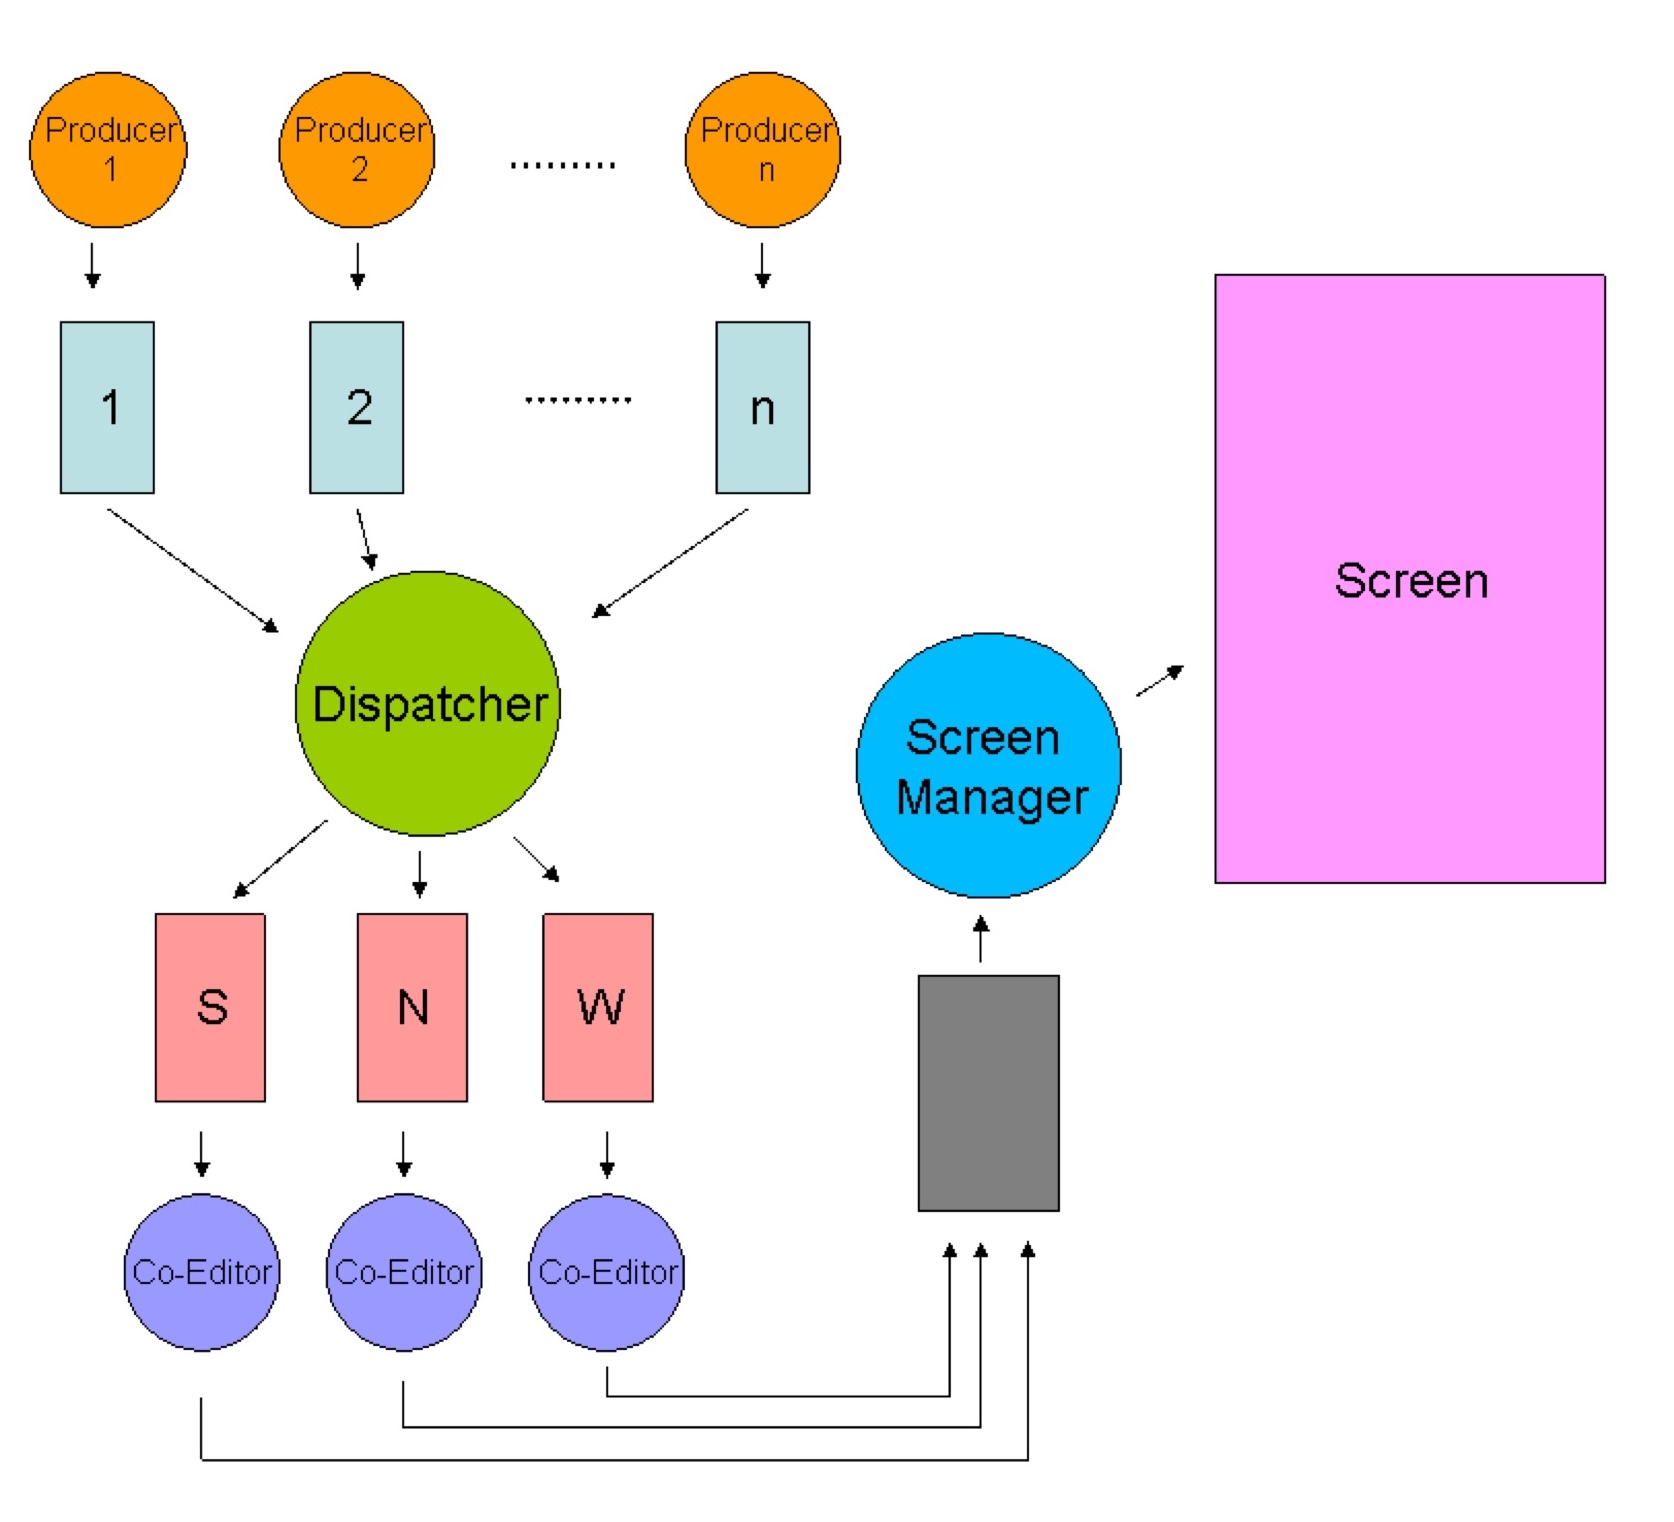 Producer
1
Producer
2
.........
Producer
n
1
2
.........
n
Dispatcher
S
N
W
Co-Editor
Co-Editor
Co-Editor
Screen
Manager
Screen